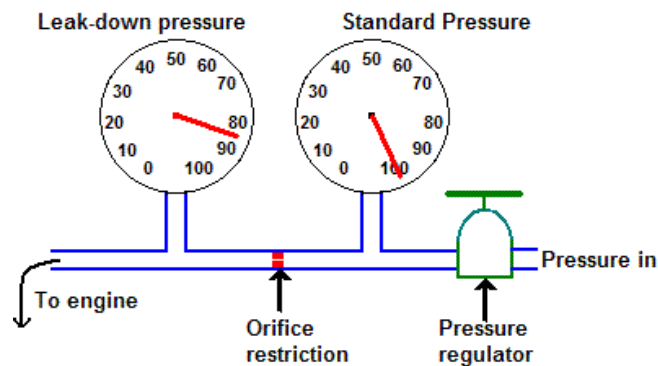 Leak-down pressure
Standard Pressure
0 10 20 30 40 50 60 70 80 90 100
0 10 20 30 40 50 60 70 80 90 100
Pressure in
To engine
Orifice
restriction
Pressure
regulator